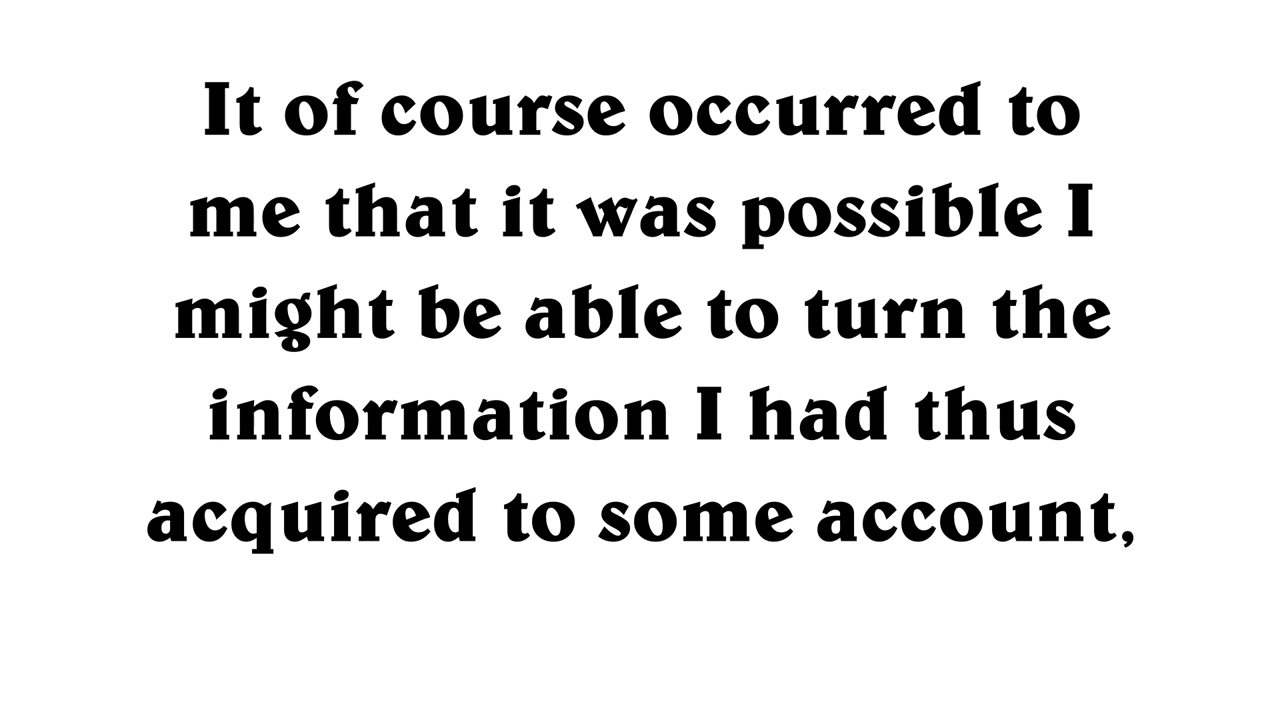 It of course occurred to
me that it was possible I
might be able to turn the
information I had thus
acquired to some account,